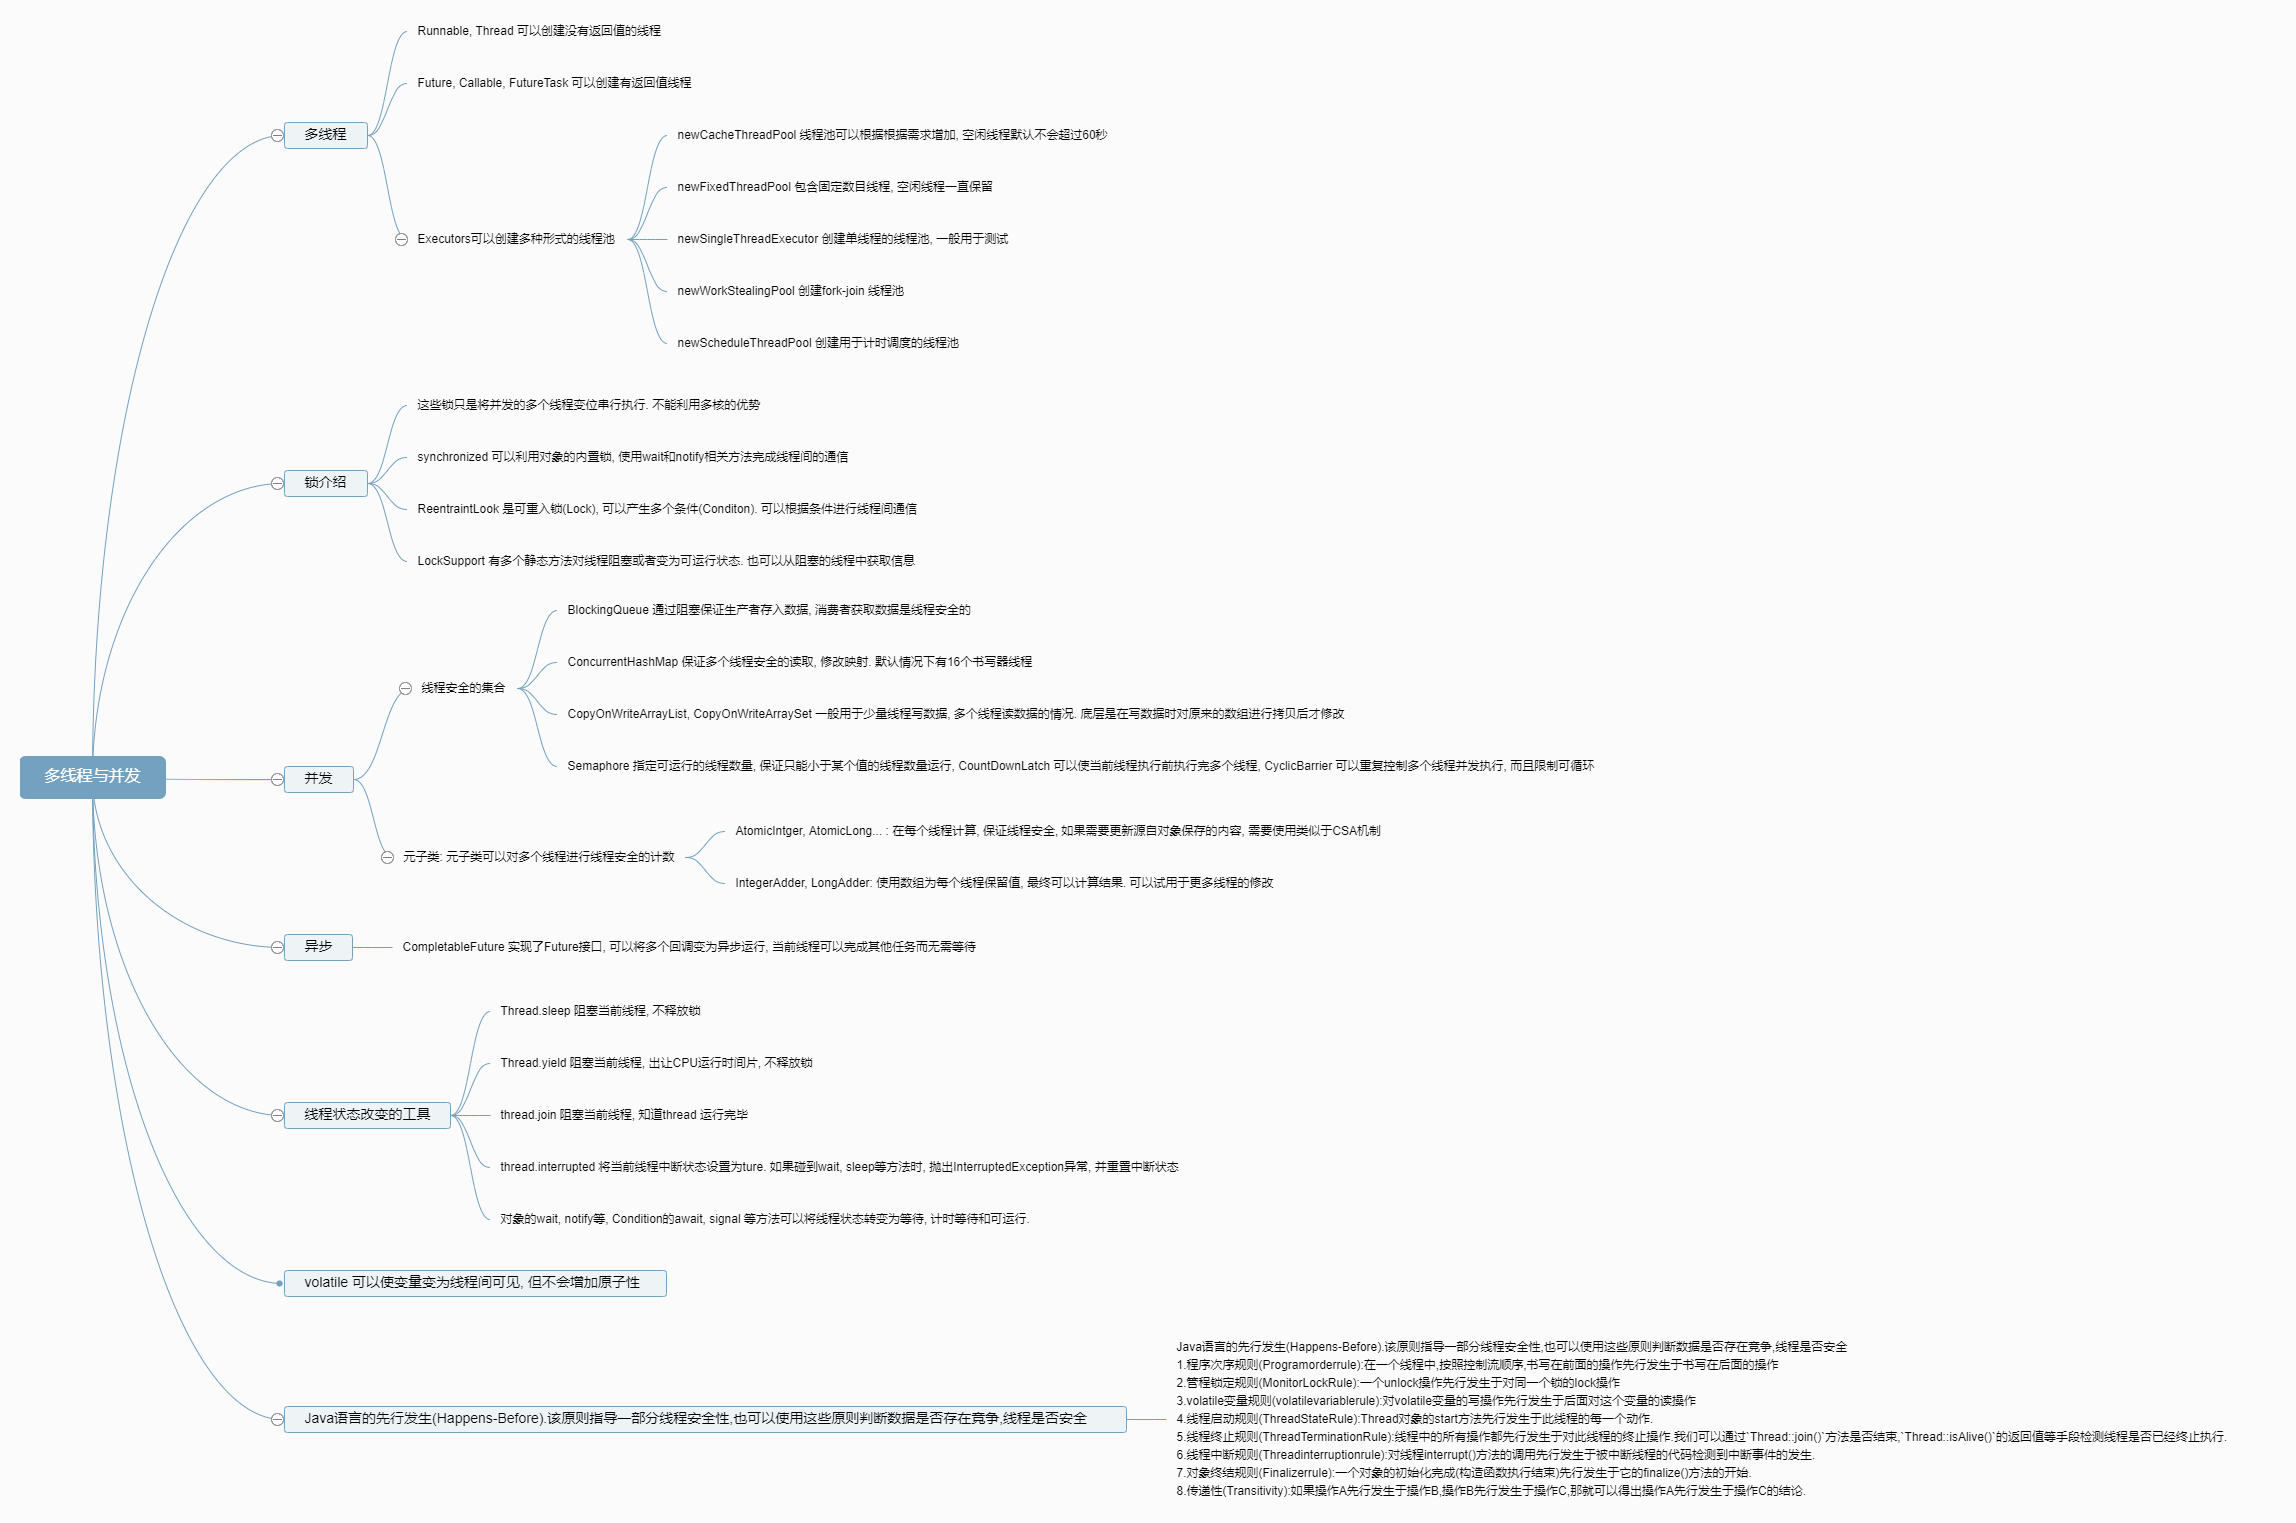 多线程与并发
多线程
Runnable, Thread 可以创建没有返回值的线程
Future, Callable, FutureTask 可以创建有返回值线程
Executors可以创建多种形式的线程池
newCacheThreadPool 线程池可以根据根据需求增加, 空闲线程默认不会超过60秒
newFixedThreadPool 包含固定数目线程, 空闲线程一直保留
newSingleThreadExecutor 创建单线程的线程池, 一般用于测试
newWorkStealingPool 创建fork-join 线程池
newScheduleThreadPool 创建用于计时调度的线程池
锁介绍
这些锁只是将并发的多个线程变位串行执行. 不能利用多核的优势
synchronized 可以利用对象的内置锁, 使用wait和notify相关方法完成线程间的通信
ReentraintLook 是可重入锁(Lock), 可以产生多个条件(Conditon). 可以根据条件进行线程间通信
LockSupport 有多个静态方法对线程阻塞或者变为可运行状态. 也可以从阻塞的线程中获取信息
并发
线程安全的集合
BlockingQueue 通过阻塞保证生产者存入数据, 消费者获取数据是线程安全的
ConcurrentHashMap 保证多个线程安全的读取, 修改映射. 默认情况下有16个书写器线程
CopyOnWriteArrayList, CopyOnWriteArraySet 一般用于少量线程写数据, 多个线程读数据的情况. 底层是在写数据时对原来的数组进行拷贝后才修改
Semaphore 指定可运行的线程数量, 保证只能小于某个值的线程数量运行, CountDownLatch 可以使当前线程执行前执行完多个线程, CyclicBarrier 可以重复控制多个线程并发执行, 而且限制可循环
元子类: 元子类可以对多个线程进行线程安全的计数
AtomicIntger, AtomicLong... : 在每个线程计算, 保证线程安全, 如果需要更新源自对象保存的内容, 需要使用类似于CSA机制
IntegerAdder, LongAdder: 使用数组为每个线程保留值, 最终可以计算结果. 可以试用于更多线程的修改
异步
CompletableFuture 实现了Future接口, 可以将多个回调变为异步运行, 当前线程可以完成其他任务而无需等待
线程状态改变的工具
Thread.sleep 阻塞当前线程, 不释放锁
Thread.yield 阻塞当前线程, 出让CPU运行时间片, 不释放锁
thread.join 阻塞当前线程, 知道thread 运行完毕
thread.interrupted 将当前线程中断状态设置为ture. 如果碰到wait, sleep等方法时, 抛出InterruptedException异常, 并重置中断状态
对象的wait, notify等, Condition的await, signal 等方法可以将线程状态转变为等待, 计时等待和可运行.
volatile 可以使变量变为线程间可见, 但不会增加原子性
Java语言的先行发生(Happens-Before).该原则指导一部分线程安全性,也可以使用这些原则判断数据是否存在竞争,线程是否安全
Java语言的先行发生(Happens-Before).该原则指导一部分线程安全性,也可以使用这些原则判断数据是否存在竞争,线程是否安全
1.程序次序规则(Programorderrule):在一个线程中,按照控制流顺序,书写在前面的操作先行发生于书写在后面的操作
2.管程锁定规则(MonitorLockRule):一个unlock操作先行发生于对同一个锁的lock操作
3.volatile变量规则(volatilevariablerule):对volatile变量的写操作先行发生于后面对这个变量的读操作
4.线程启动规则(ThreadStateRule):Thread对象的start方法先行发生于此线程的每一个动作.
5.线程终止规则(ThreadTerminationRule):线程中的所有操作都先行发生于对此线程的终止操作.我们可以通过`Thread::join()`方法是否结束,`Thread::isAlive()`的返回值等手段检测线程是否已经终止执行.
6.线程中断规则(Threadinterruptionrule):对线程interrupt()方法的调用先行发生于被中断线程的代码检测到中断事件的发生.
7.对象终结规则(Finalizerrule):一个对象的初始化完成(构造函数执行结束)先行发生于它的finalize()方法的开始.
8.传递性(Transitivity):如果操作A先行发生于操作B,操作B先行发生于操作C,那就可以得出操作A先行发生于操作C的结论.